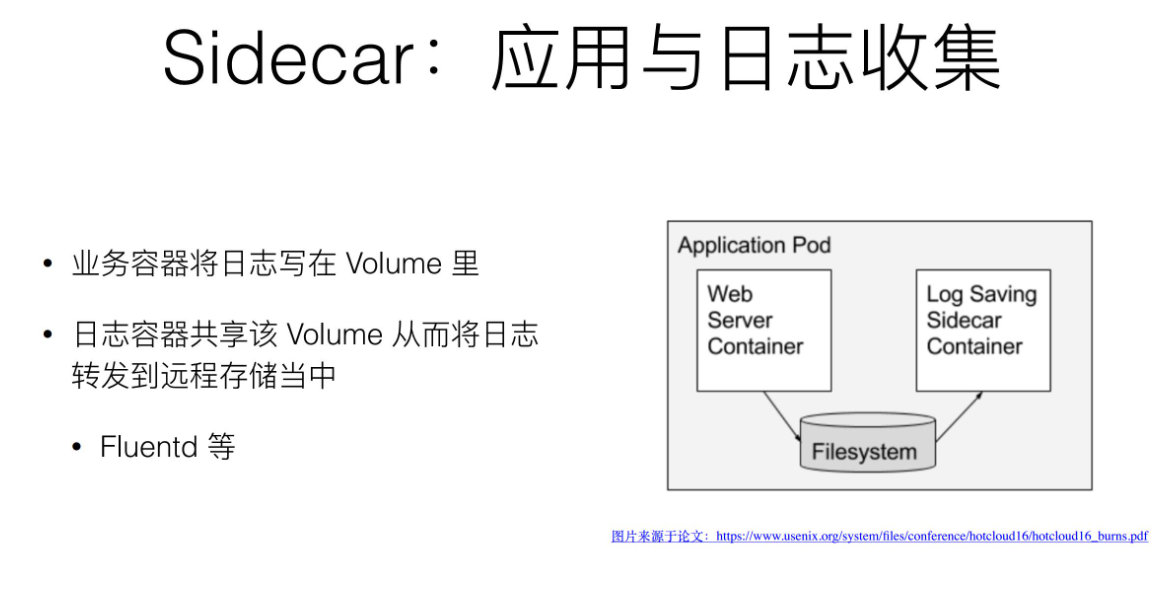 Sidecar：应用与日志收集
• 业务容器将日志写在 Volume 里
• 日志容器共享该 Volume 从而将日志
转发到远程存储当中
• Fluentd 等
Application Pod
Web
Server
Container
Log Saving
Sidecar
Container
Filesystem
图片来源于论文：https://www.usenix.org/system/files/conference/hotcloud16/hotcloud16_burns.pdf